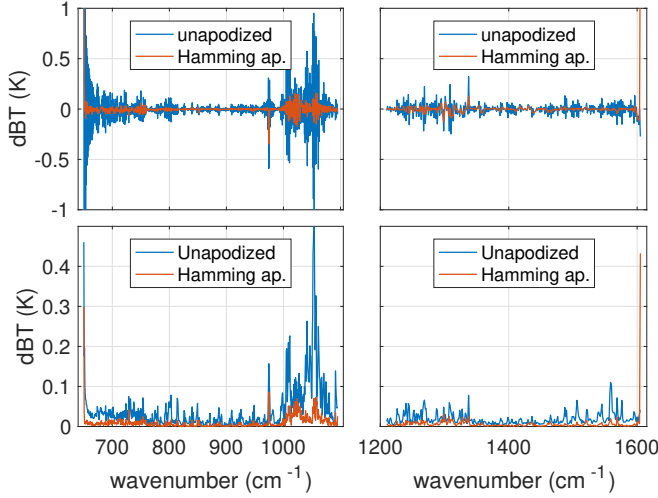 1
0.5
0
-0.5
-1
dBT (K)
unapodized
Hamming ap.
unapodized
Hamming ap.
0.4
0.3
0.2
0.1
0
dBT (K)
Unapodized
Hamming ap.
Unapodized
Hamming ap.
700 800 900 1000
1200 1400 1600
wavenumber (cm⁻¹)
wavenumber (cm⁻¹)